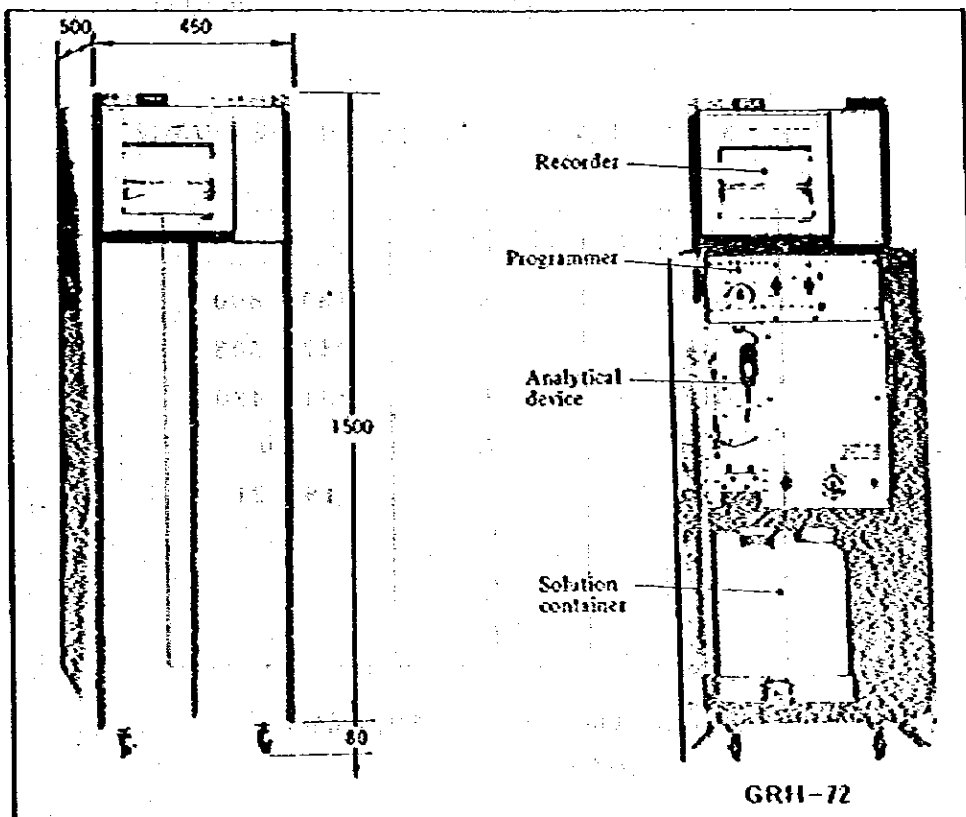 500
450
Recorder
Programmer
Analytical
device
1500
Solution
container
80
GRH-72